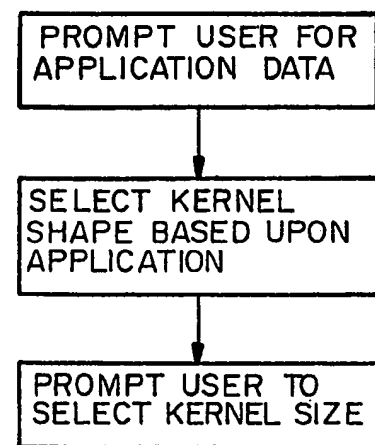 PROMPT USER FOR
APPLICATION DATA
SELECT KERNEL
SHAPE BASED UPON
APPLICATION
PROMPT USER TO
SELECT KERNEL SIZE